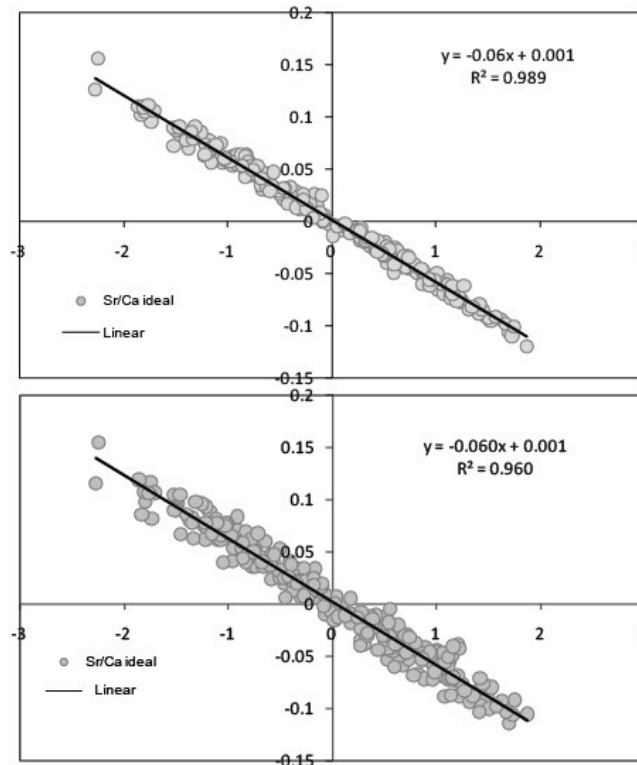 0.2
y = -0.06x + 0.001
R² = 0.989
0.15
0.1
0.05
0
-3 -2 -1 0 1 2
-0.05
Sr/Ca ideal
Linear
-0.1
-0.15
0.2
y = -0.060x + 0.001
R² = 0.960
0.15
0.1
0.05
0
-3 -2 -1 0 1 2
-0.05
Sr/Ca ideal
Linear
-0.1
-0.15